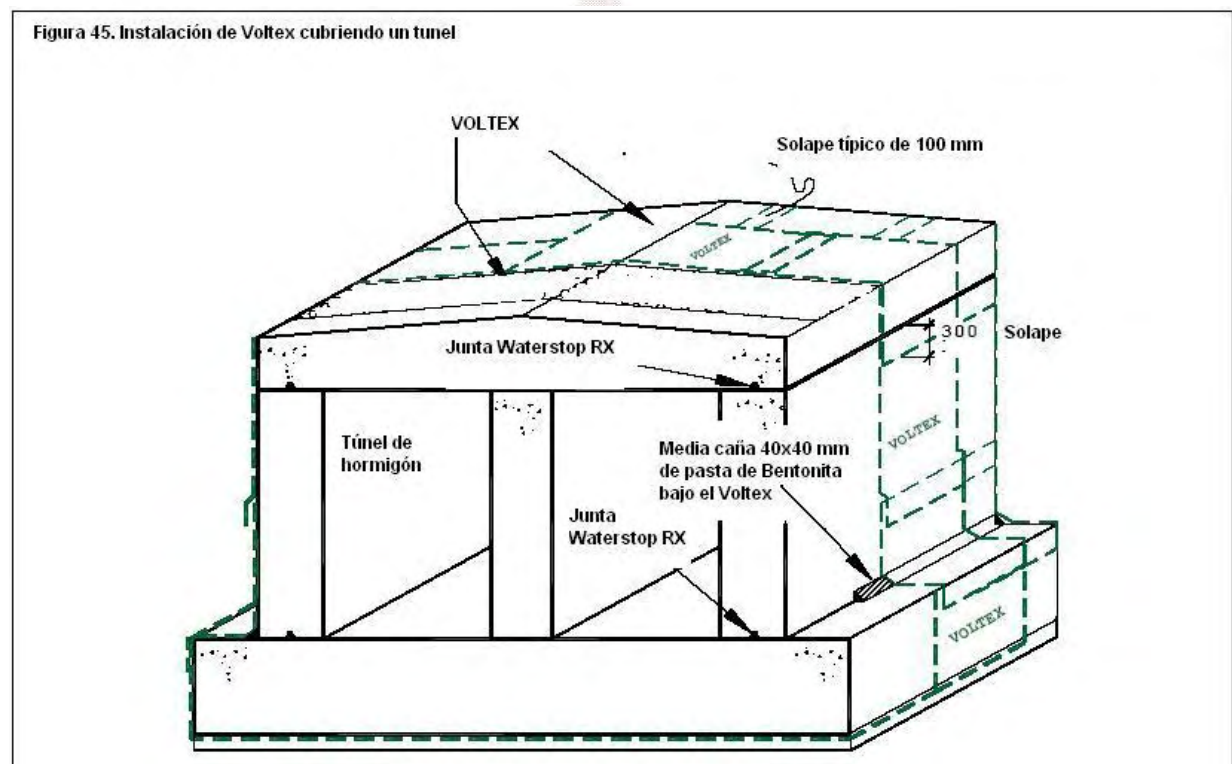 Figura 45. Instalación de Voltex cubriendo un tunel
VOLTEX
Solape típico de 100 mm
VOLTEX
300 Solape
Junta Waterstop RX
VOLTEX
Túnel de
hormigón
Media caña 40x40 mm
de pasta de Bentonita
bajo el Voltex
Junta
Waterstop RX
VOLTEX